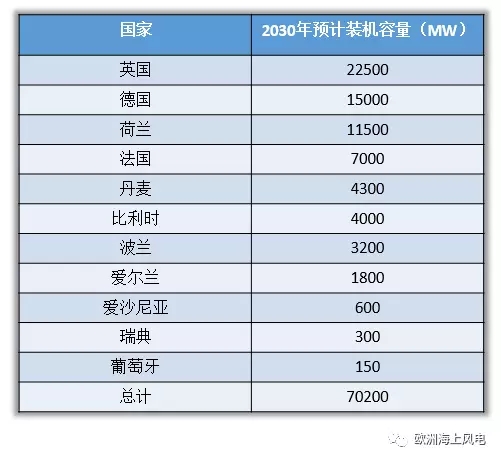 国家 2030年预计装机容量（MW）
英国 22500
德国 15000
荷兰 11500
法国 7000
丹麦 4300
比利时 4000
波兰 3200
爱尔兰 1800
爱沙尼亚 600
瑞典 300
葡萄牙 150
总计 70200
欧洲海上风电